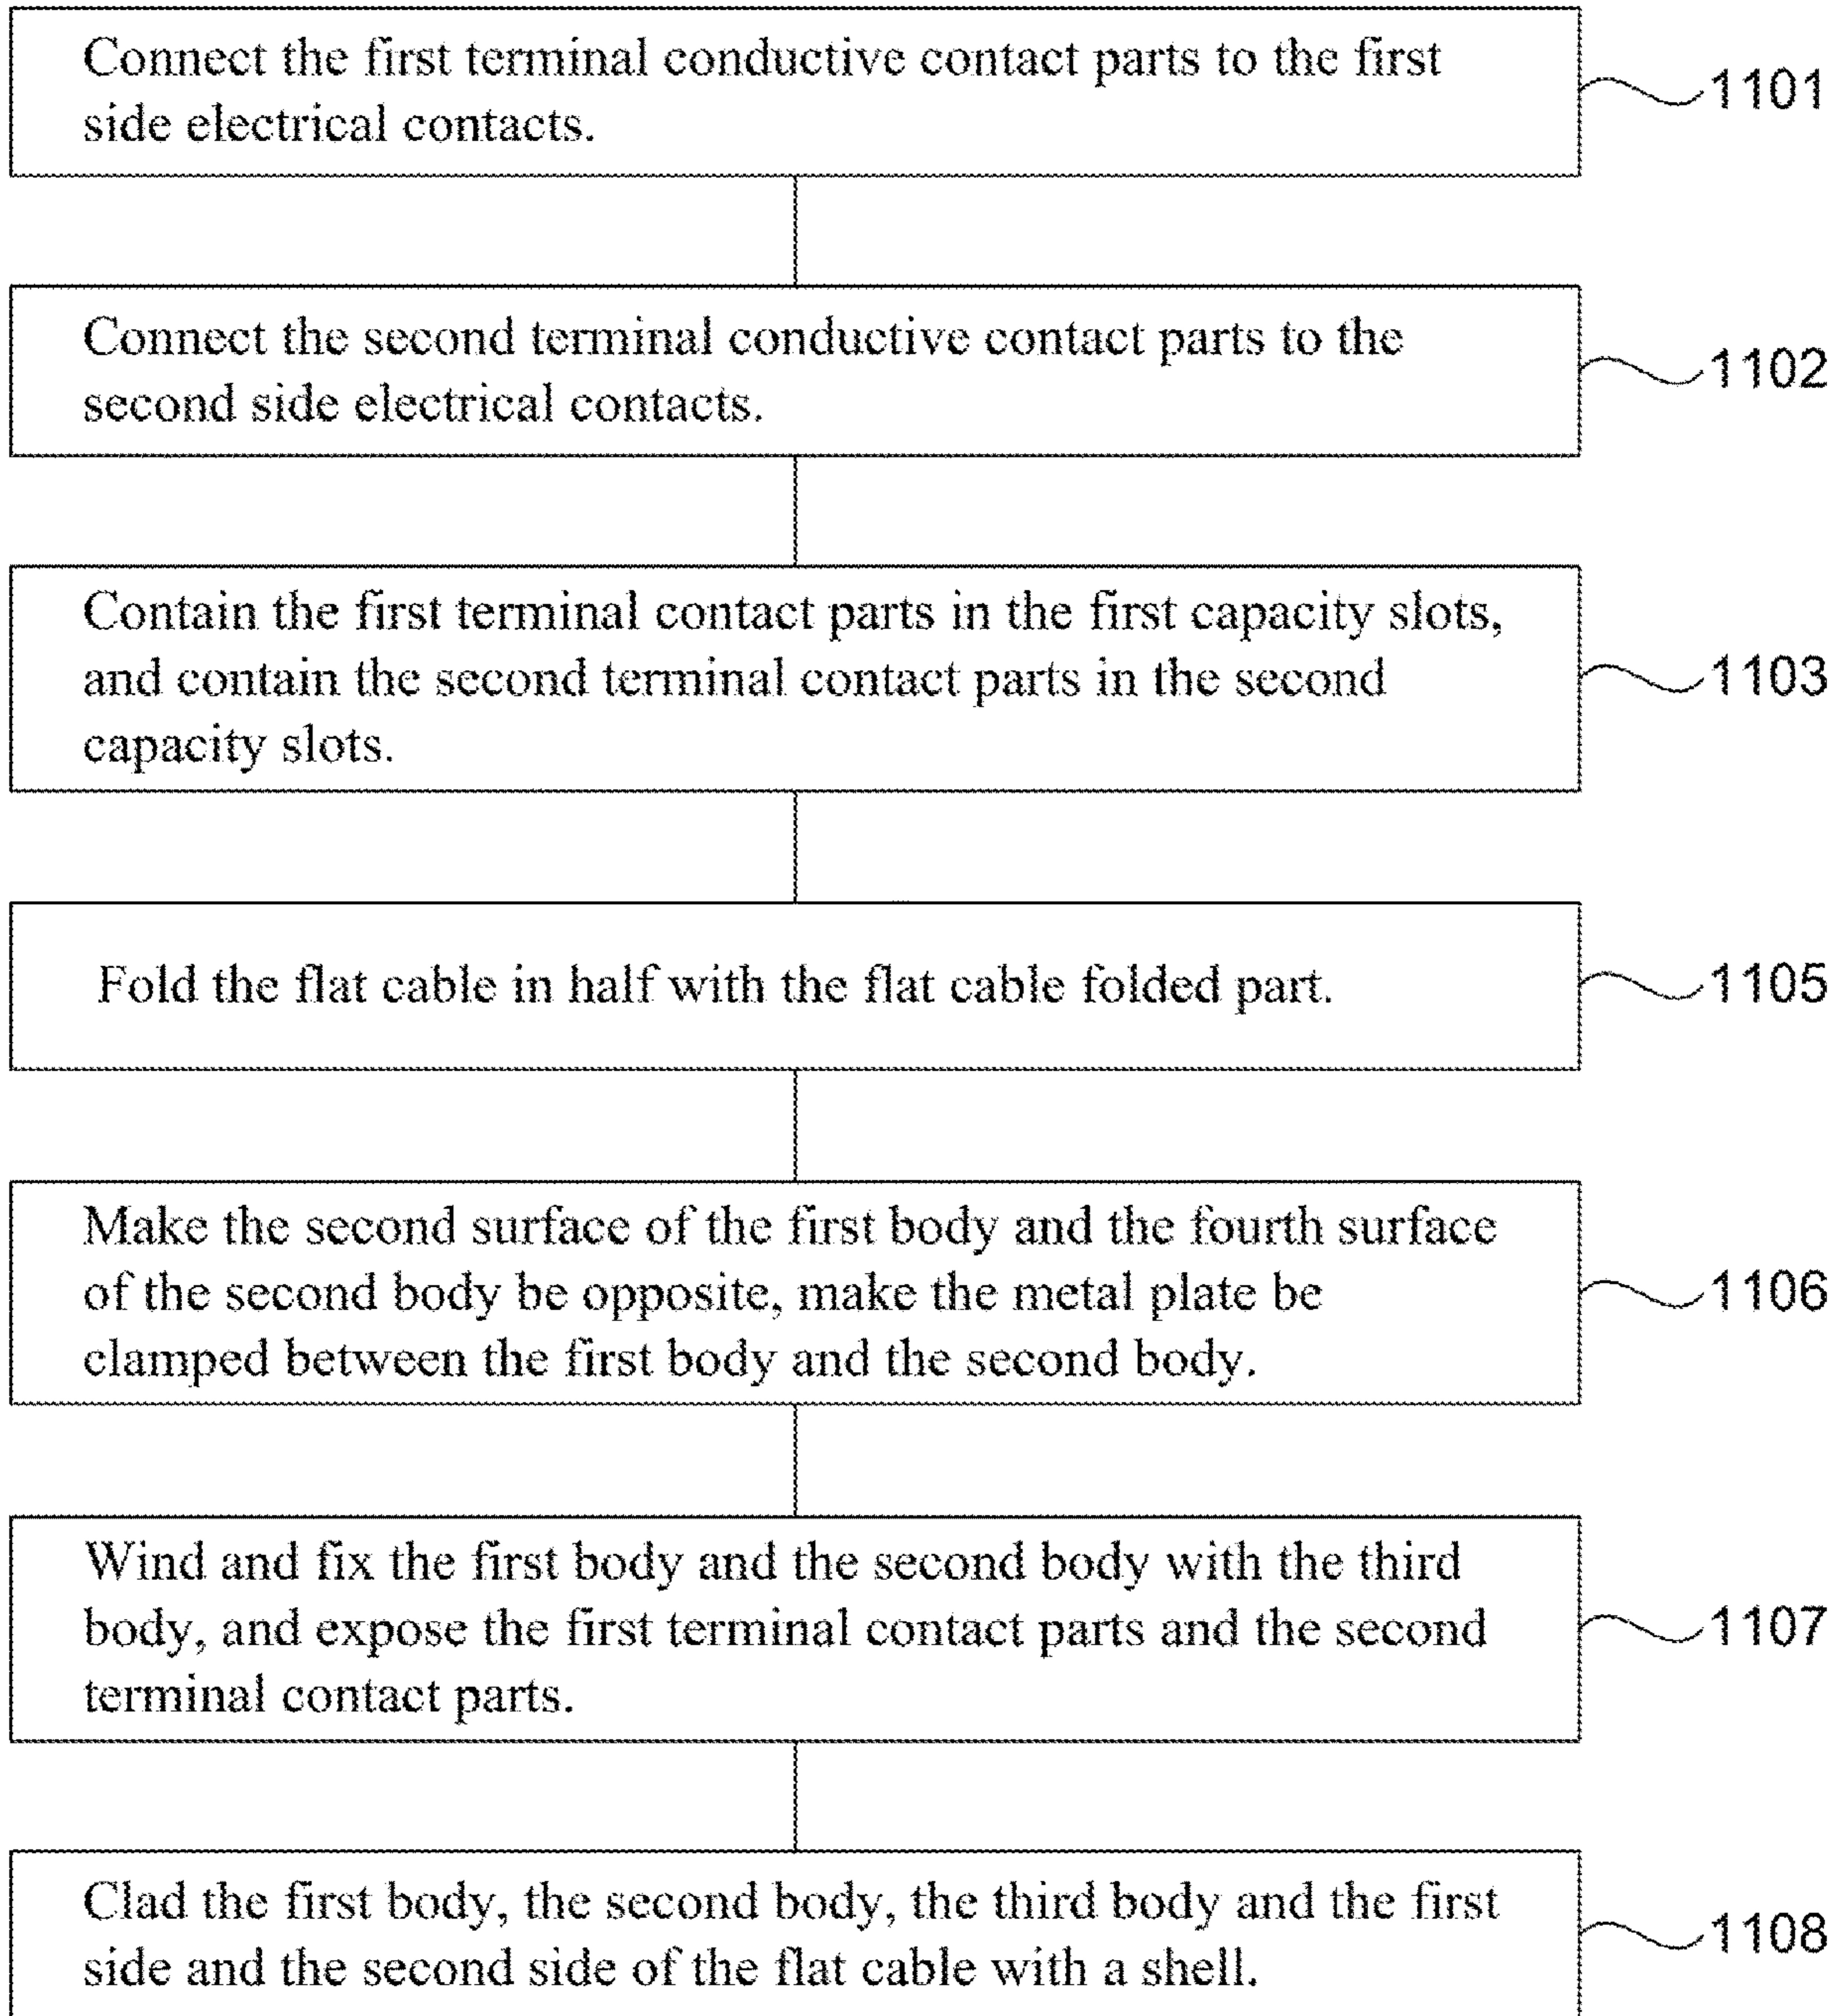 Connect the first terminal conductive contact parts to the first
side electrical contacts.
1101
Connect the second terminal conductive contact parts to the
second side electrical contacts.
1102
Contain the first terminal contact parts in the first capacity slots,
and contain the second terminal contact parts in the second
capacity slots.
1103
Fold the flat cable in half with the flat cable folded part.
1105
Make the second surface of the first body and the fourth surface
of the second body be opposite, make the metal plate be
clamped between the first body and the second body.
1106
Wind and fix the first body and the second body with the third
body, and expose the first terminal contact parts and the second
terminal contact parts.
1107
Clad the first body, the second body, the third body and the first
side and the second side of the flat cable with a shell.
1108